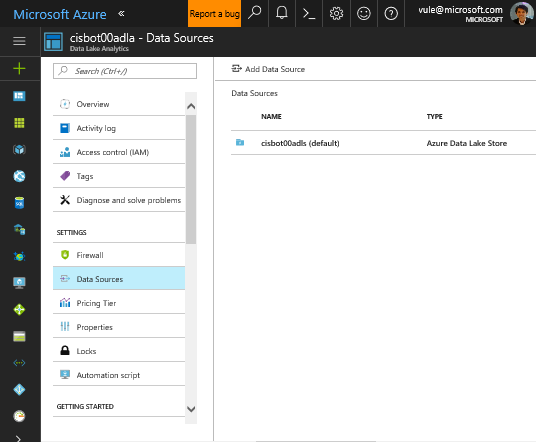 Microsoft Azure «
Report a bug
vule@microsoft.com
MICROSOFT
cisbot00adla - Data Sources
Data Lake Analytics
Search (Ctrl+/)
Overview
Activity log
Access control (IAM)
Tags
Diagnose and solve problems
SETTINGS
Firewall
Data Sources
Pricing Tier
Properties
Locks
Automation script
GETTING STARTED
Add Data Source
Data Sources
NAME TYPE
cisbot00adls (default) Azure Data Lake Store